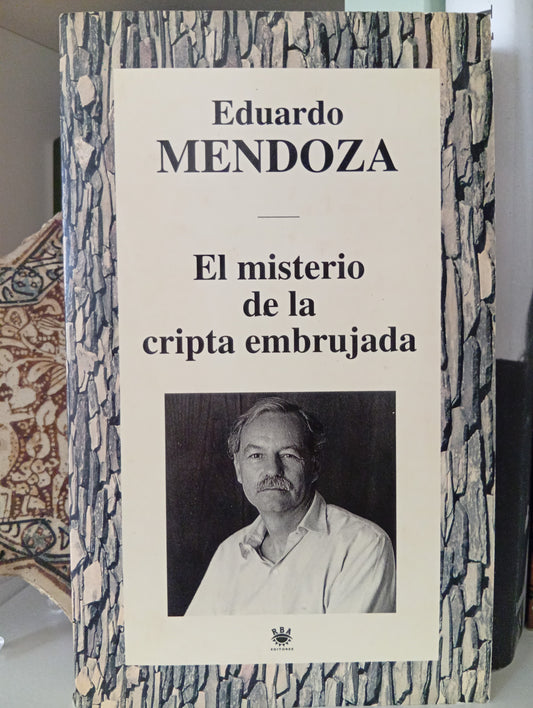 Eduardo
MENDOZA
El misterio
de la
cripta embrujada
RBA
EDITORES